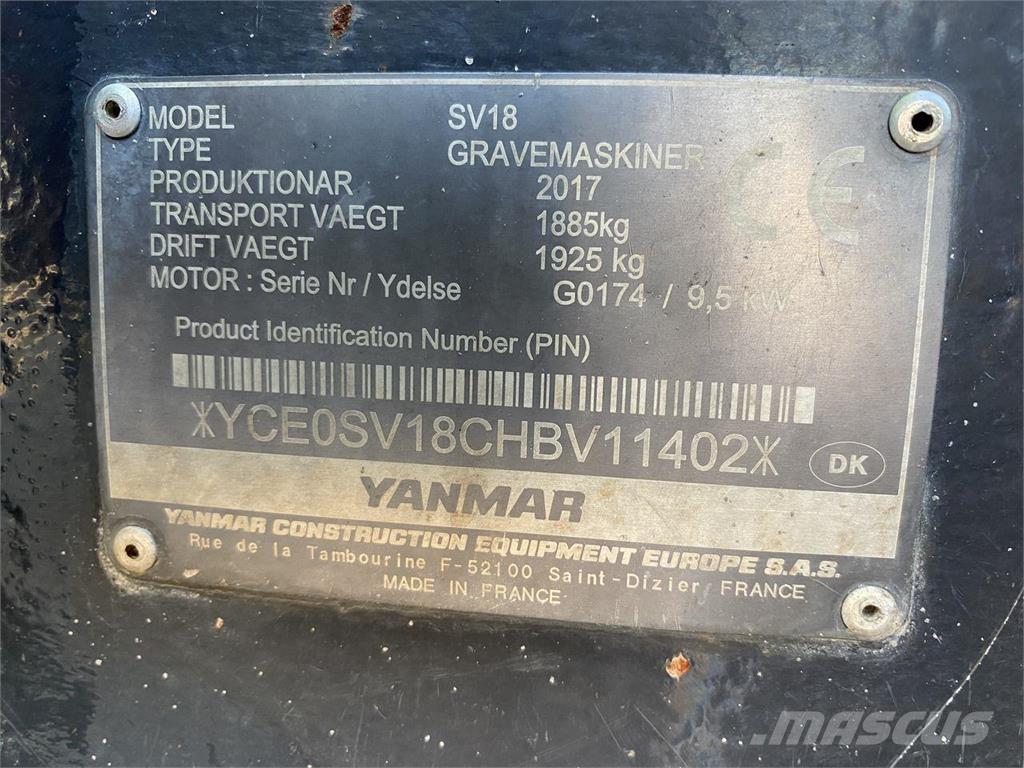 MODEL SV18
TYPE GRAVEMASKINER
PRODUKTIONAR 2017
TRANSPORT VAEGT 1885kg
DRIFT VAEGT 1925 kg
MOTOR : Serie Nr / Ydelse G0174 / 9,5 kW
CE
Product Identification Number (PIN)
*YCE0SV18CHBV11402*
DK
YANMAR
YANMAR CONSTRUCTION EQUIPMENT EUROPE S.A.S.
Rue de la Tambourine F-52100 Saint-Dizier FRANCE
MADE IN FRANCE
MASCUS